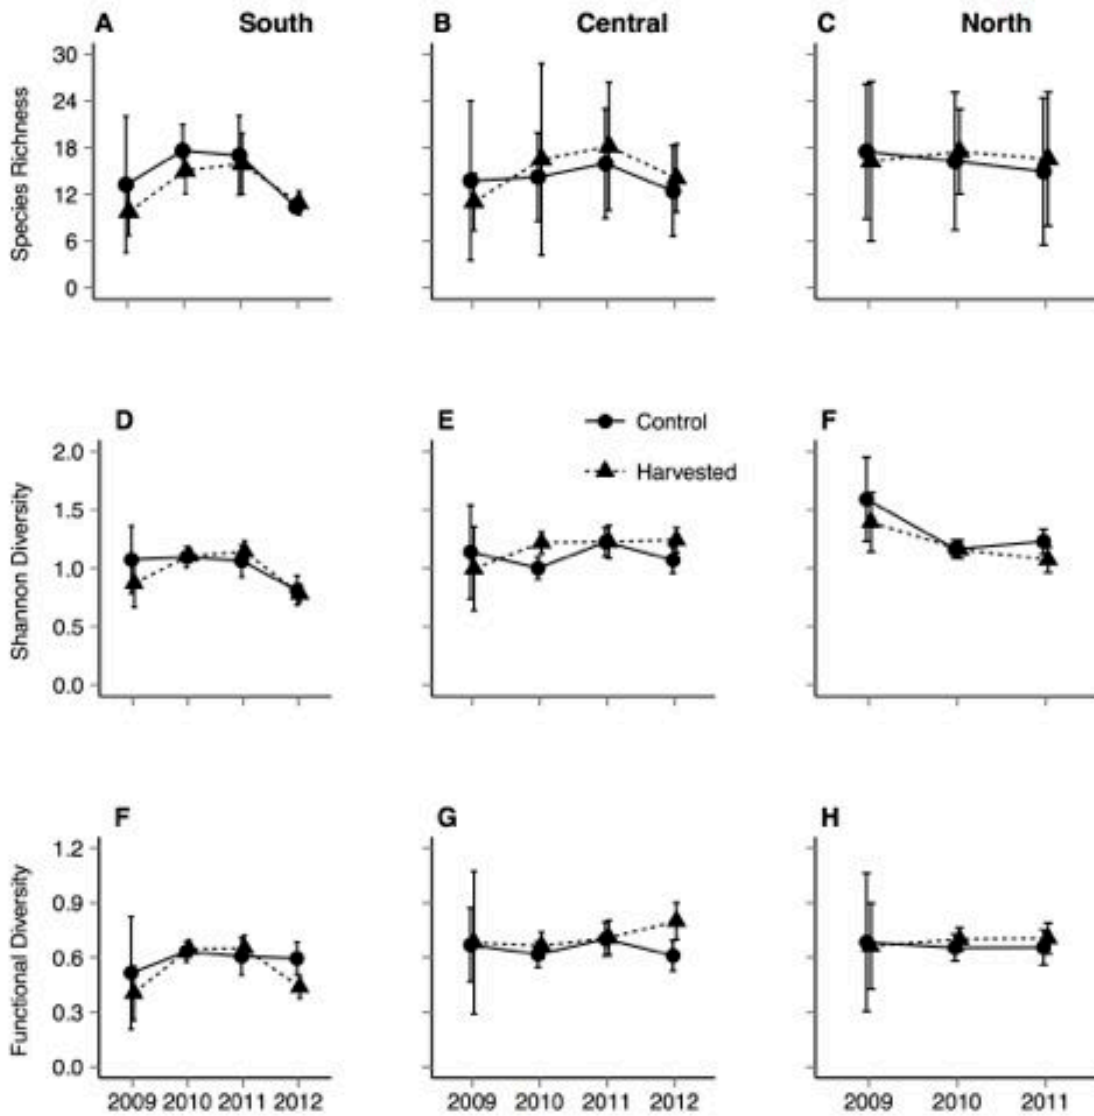 A South B Central C North
30
24
18
12
6
0
Species Richness
D E F
Control
Harvested
2.0
1.5
1.0
0.5
0.0
Shannon Diversity
F G H
1.2
0.9
0.6
0.3
0.0
Functional Diversity
2009 2010 2011 2012 2009 2010 2011 2012 2009 2010 2011